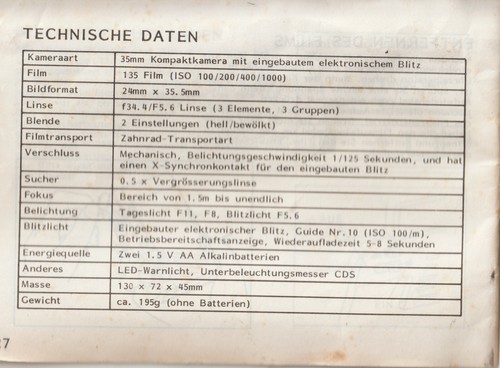 TECHNISCHE DATEN
Kameraart 35mm Kompaktkamera mit eingebautem elektronischem Blitz
Film 135 Film (ISO 100/200/400/1000)
Bildformat 24mm x 35.5mm
Linse f34.4/F5.6 Linse (3 Elemente, 3 Gruppen)
Blende 2 Einstellungen (hell/bewölkt)
Filmtransport Zahnrad-Transportart
Verschluss Mechanisch, Belichtungsgeschwindigkeit 1/125 Sekunden, und hat
einen X-Synchronkontakt für den eingebauten Blitz
Sucher 0.5 x Vergrösserungslinse
Fokus Bereich von 1.5m bis unendlich
Belichtung Tageslicht F11, F8, Blitzlicht F5.6
Blitzlicht Eingebauter elektronischer Blitz, Guide Nr.10 (ISO 100/m),
Betriebsbereitschaftsanzeige, Wiederaufladezeit 5-8 Sekunden
Energiequelle Zwei 1.5 V AA Alkalinbatterien
Anderes LED-Warnlicht, Unterbeleuchtungsmesser CDS
Masse 130 x 72 x 45mm
Gewicht ca. 195g (ohne Batterien)
27